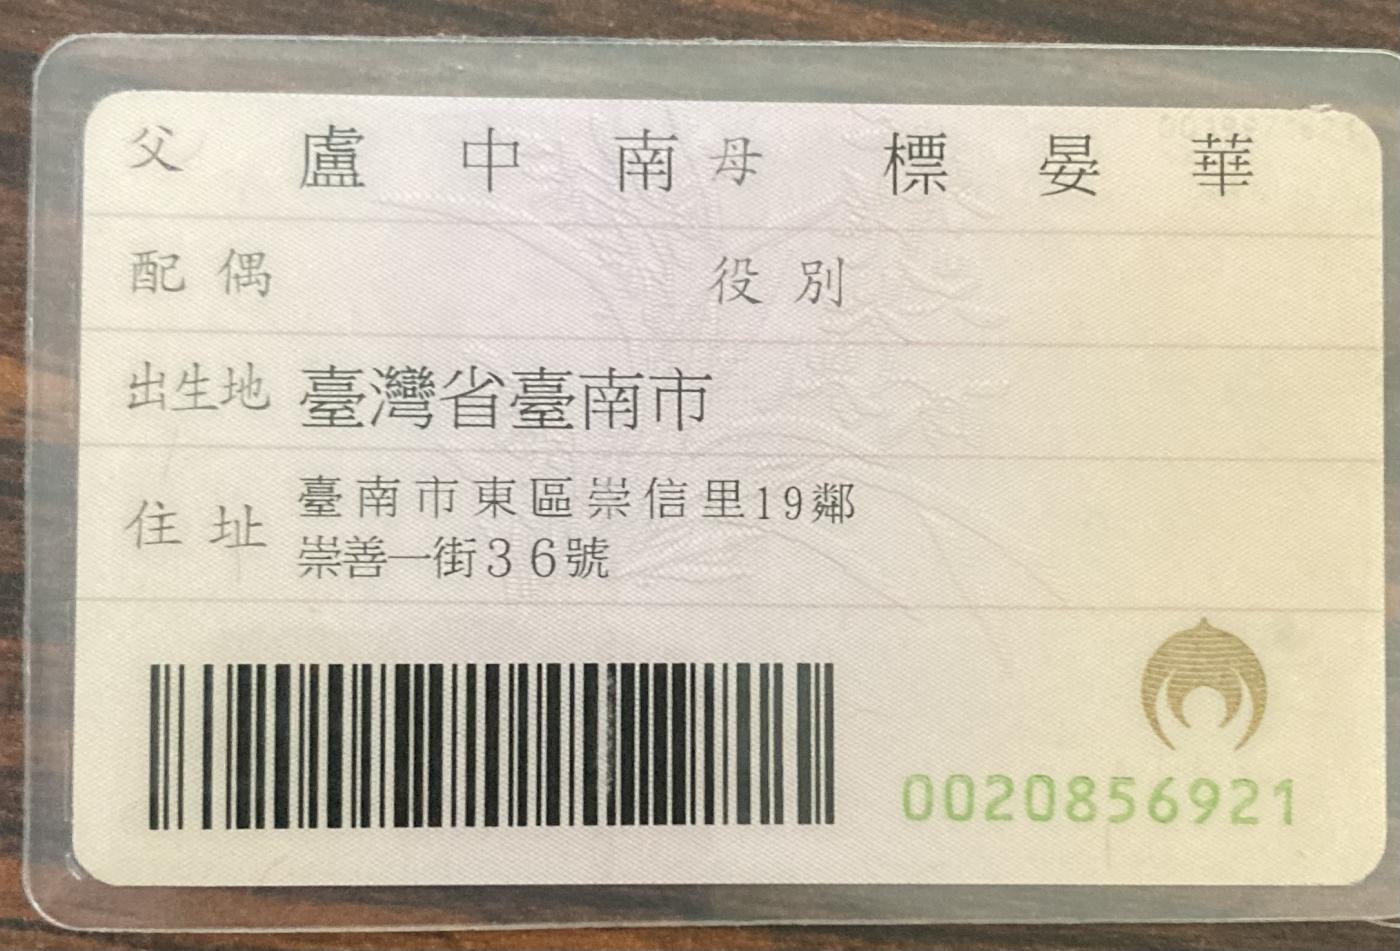 父 盧中南 母 標晏華
配偶 役別
出生地 臺灣省臺南市
住址 臺南市東區崇信里19鄰
崇善一街36號
0020856921